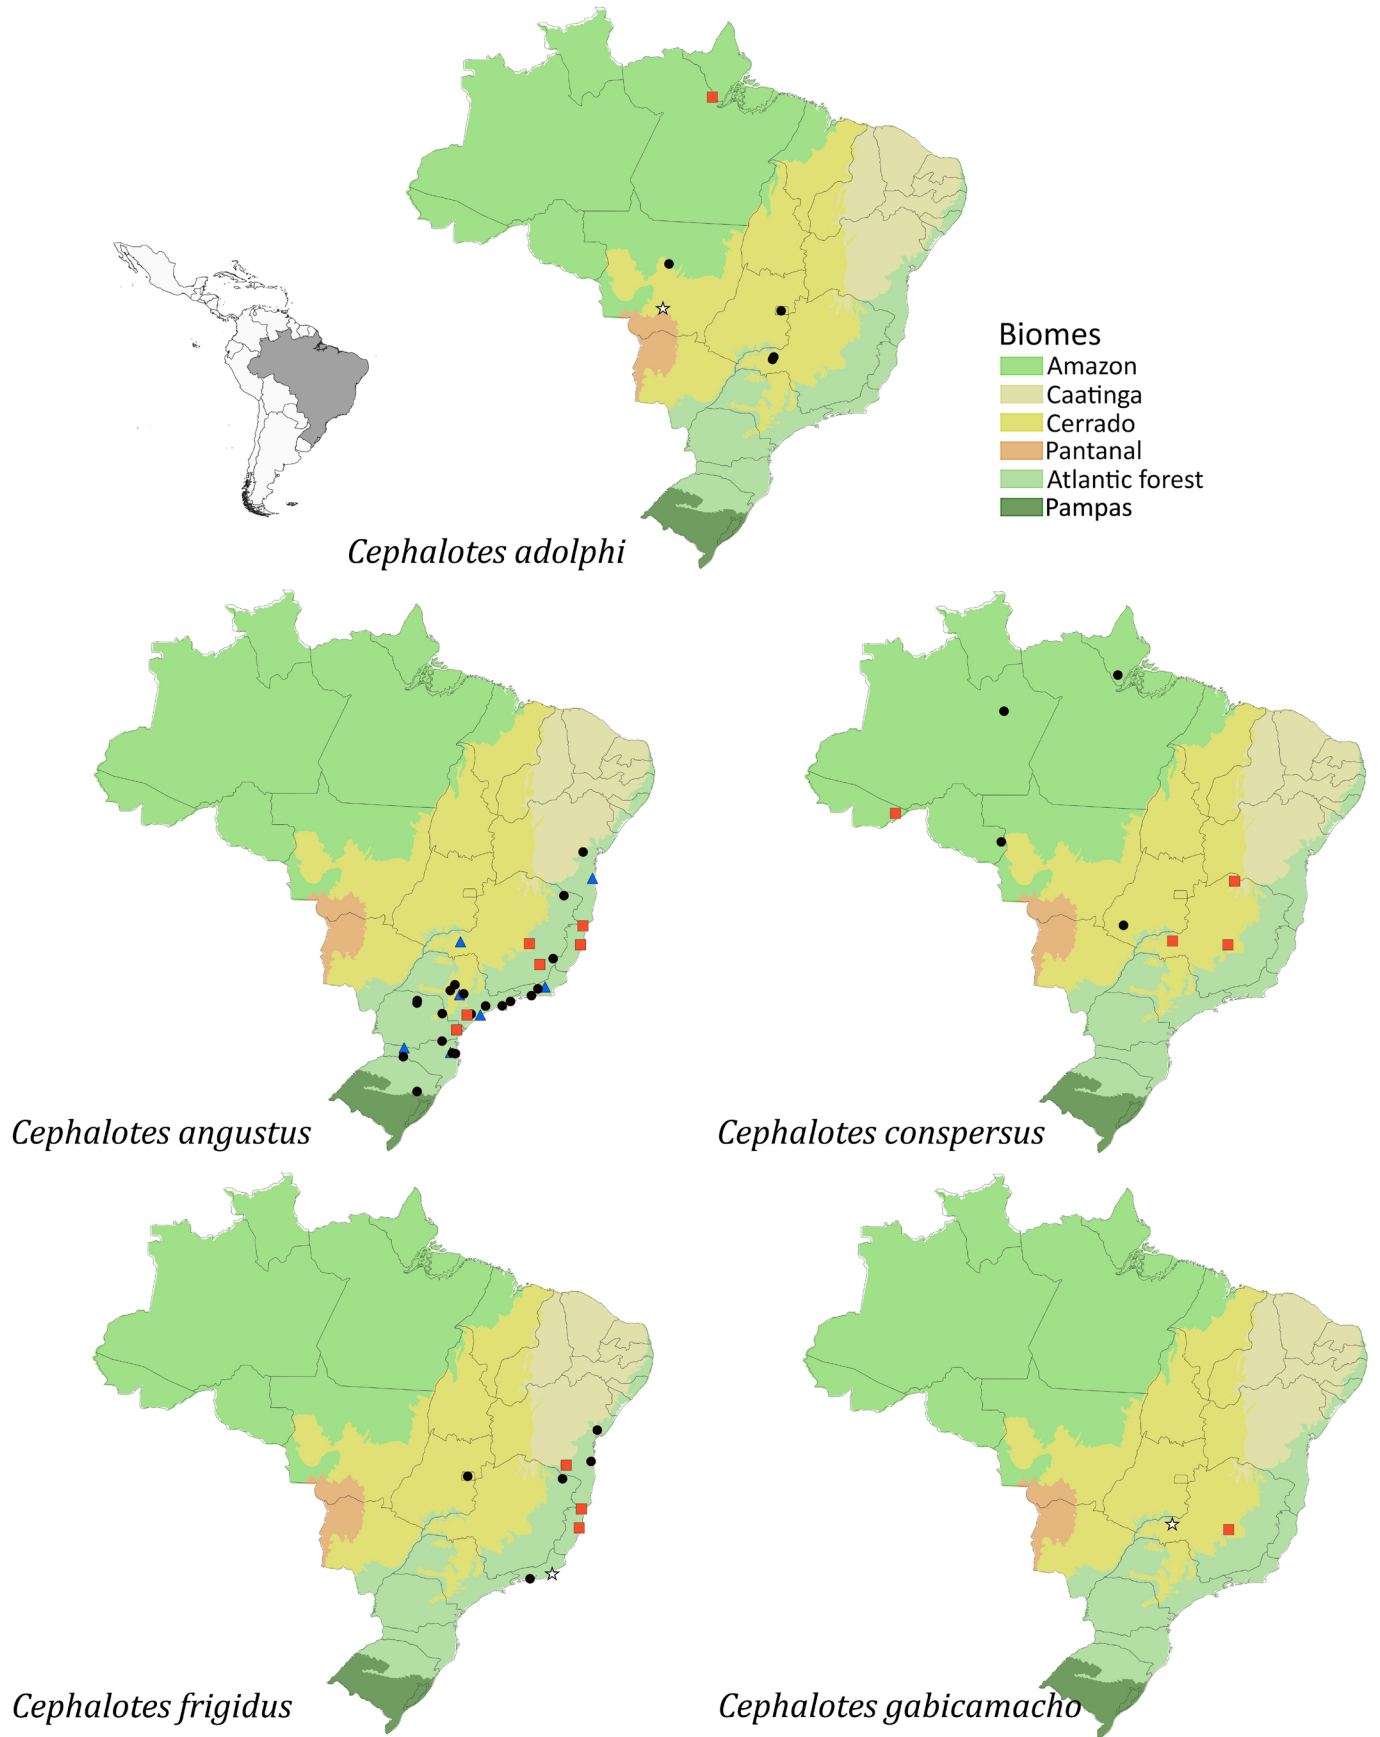 Biomes
Amazon
Caatinga
Cerrado
Pantanal
Atlantic forest
Pampas
Cephalotes adolphi
Cephalotes angustus
Cephalotes conspersus
Cephalotes frigidus
Cephalotes gabicamacho